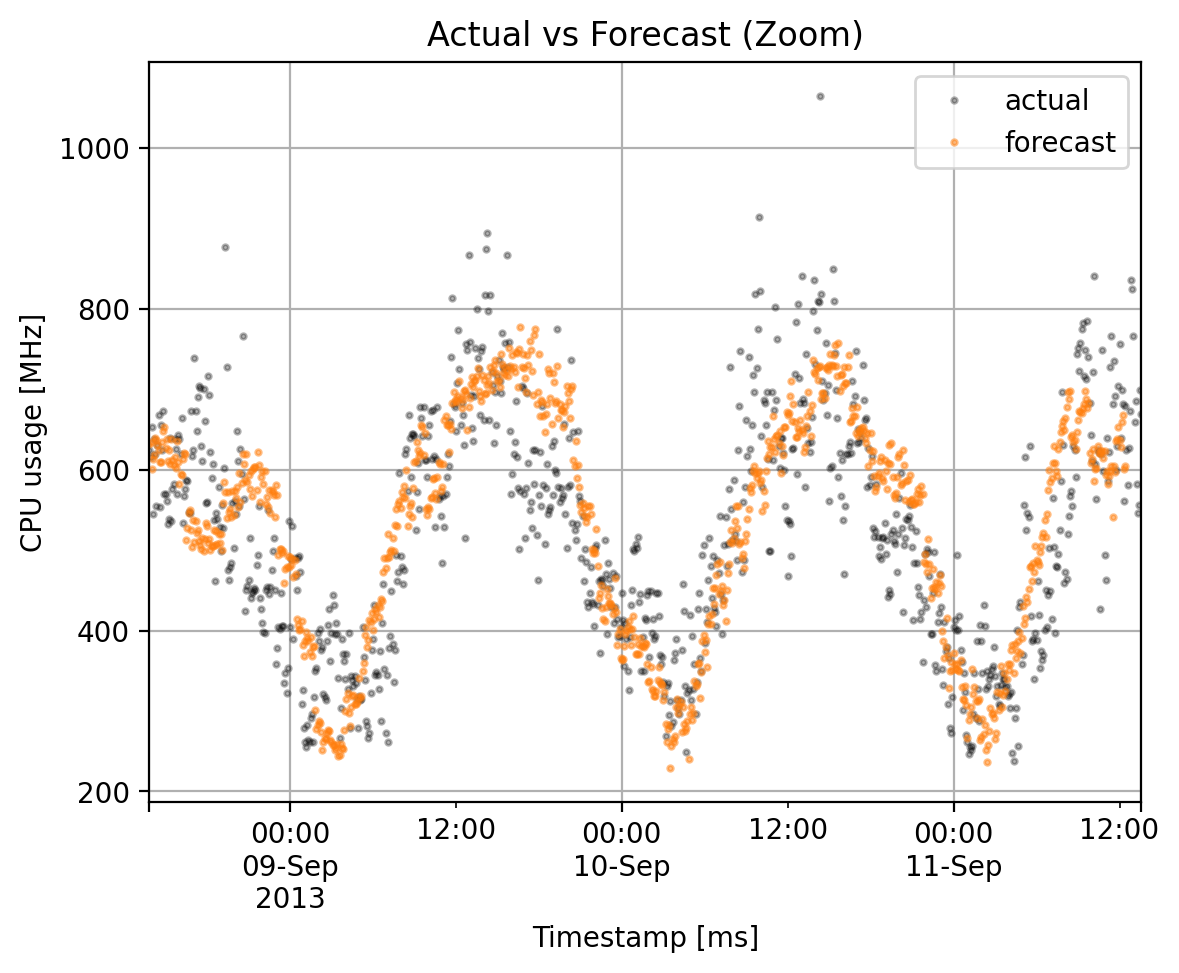 Actual vs Forecast (Zoom)
actual
forecast
1000
800
600
400
200
CPU usage [MHz]
00:00 12:00 00:00 12:00 00:00 12:00
09-Sep 10-Sep 11-Sep
2013
Timestamp [ms]